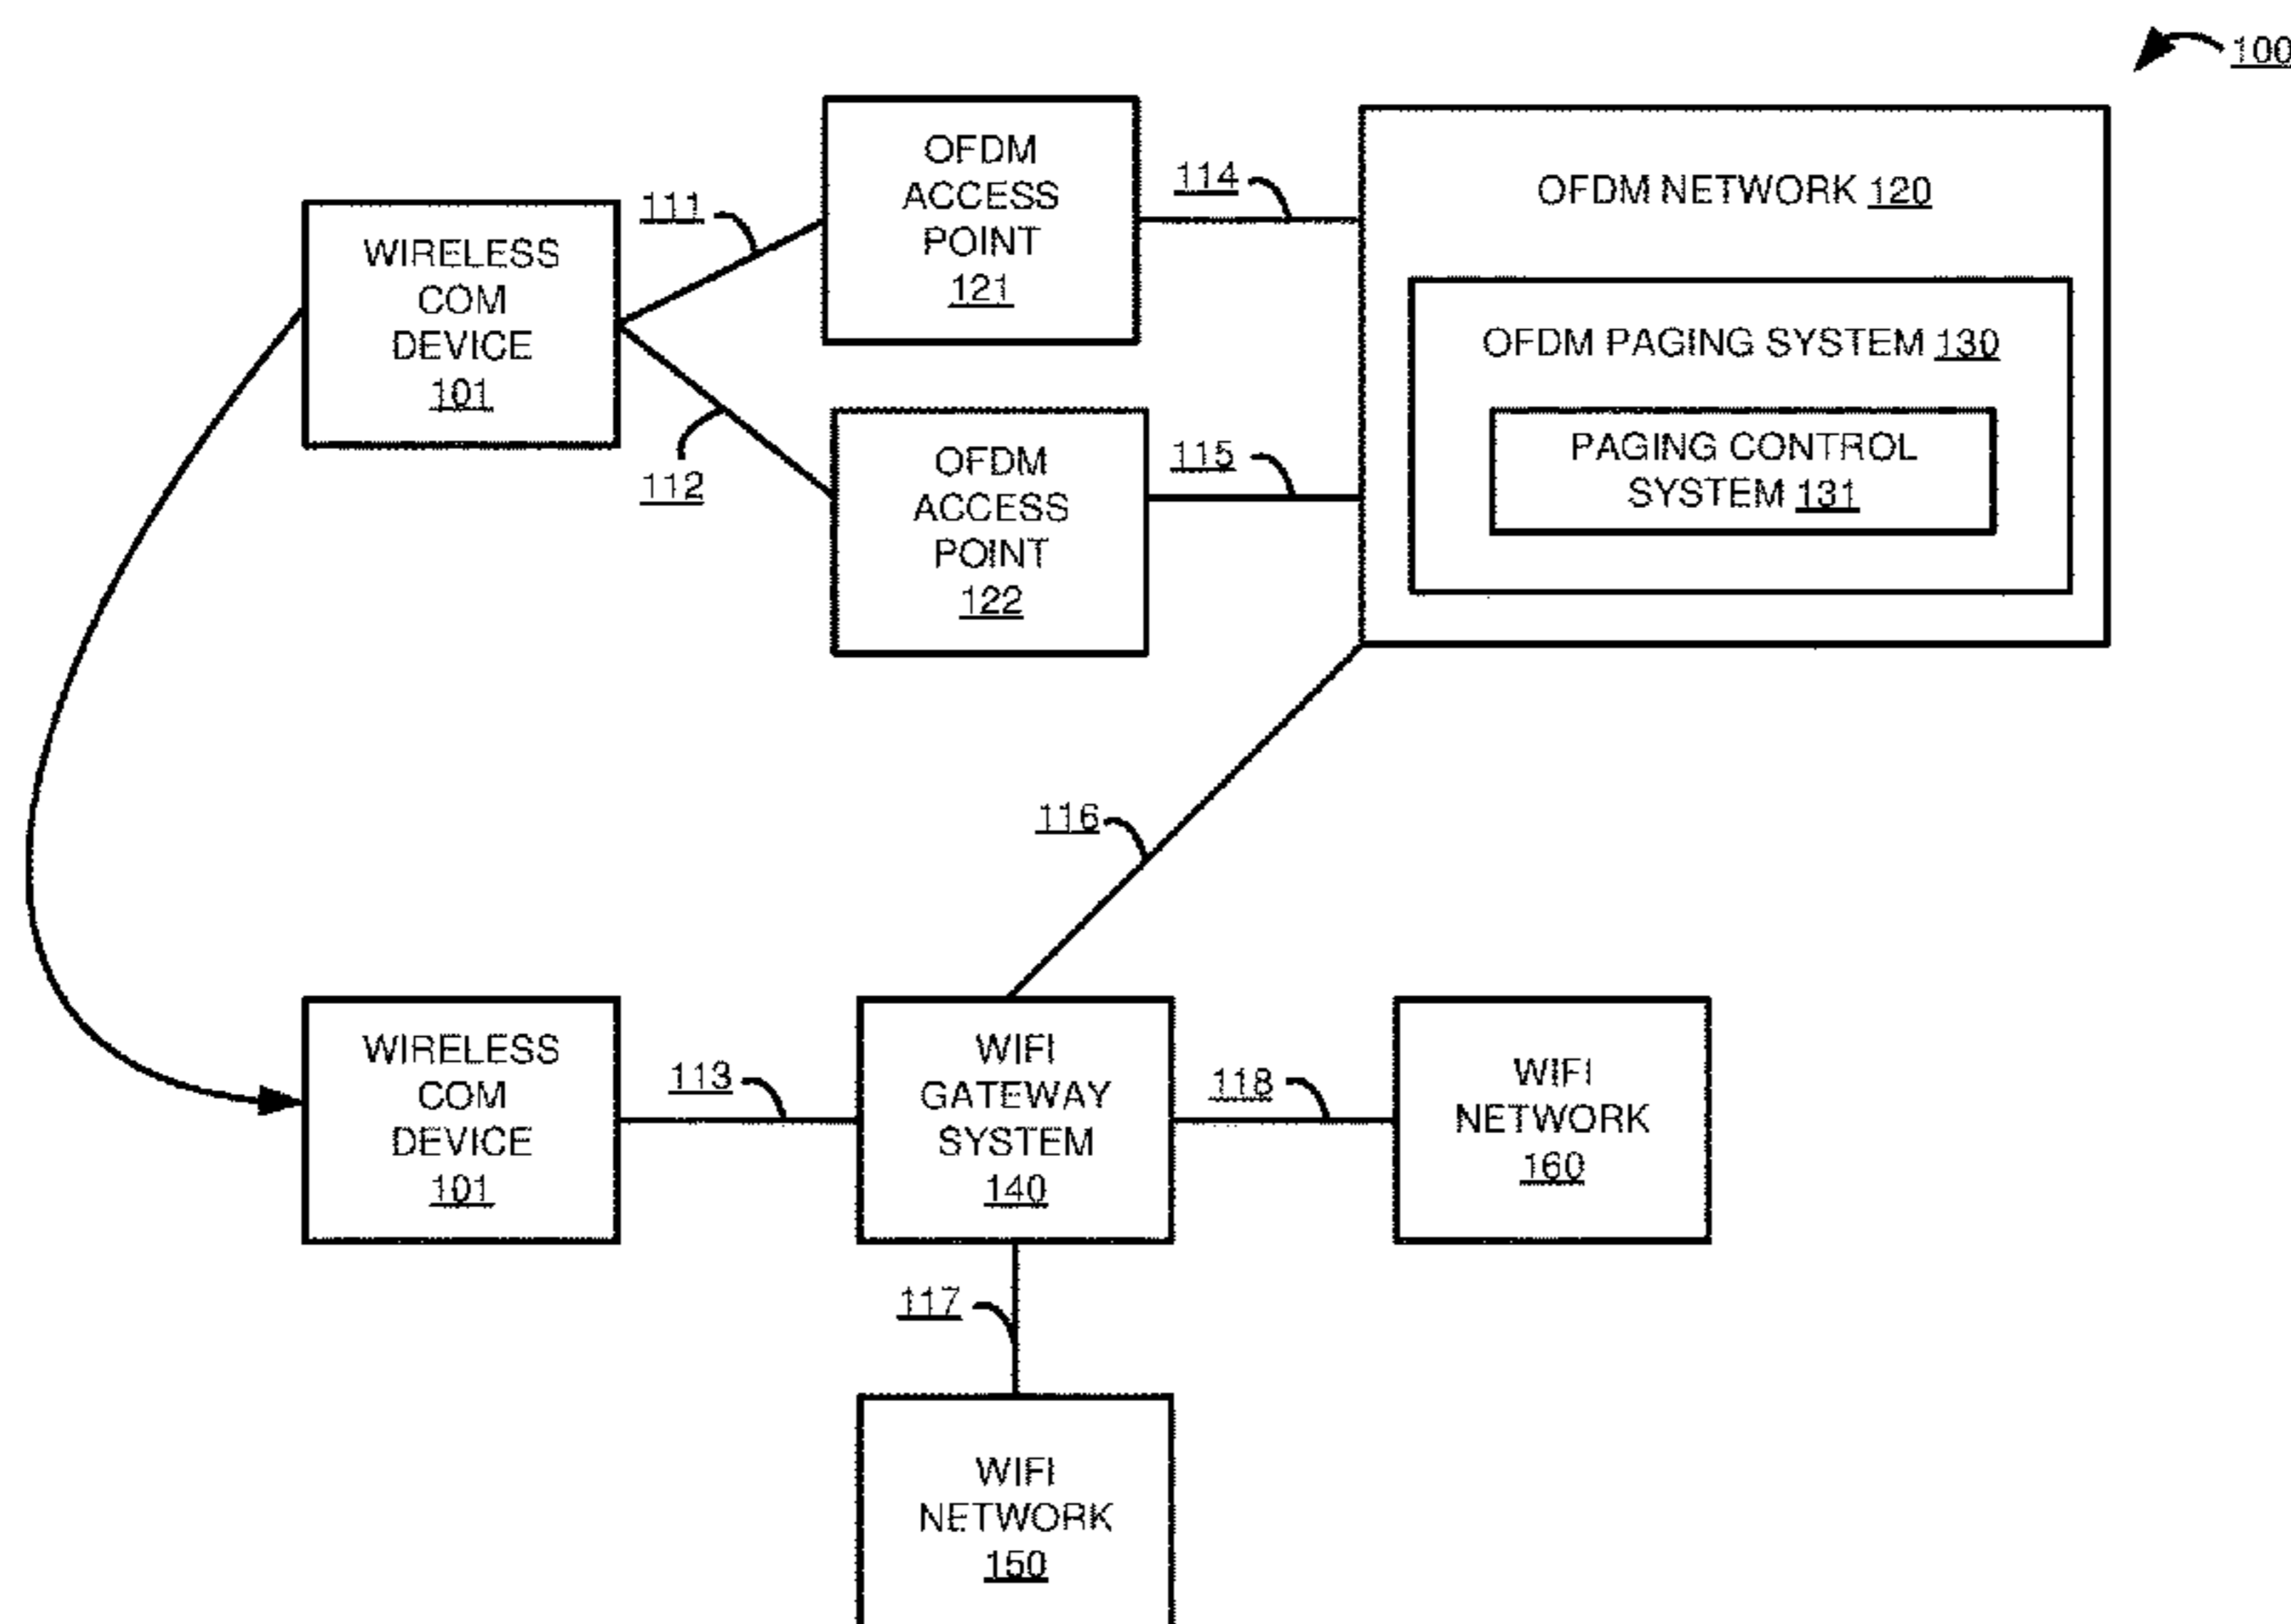 100
OFDM
ACCESS
POINT
121
114
OFDM NETWORK 120
111
WIRELESS
COM
DEVICE
101
OFDM PAGING SYSTEM 130
PAGING CONTROL
SYSTEM 131
112
OFDM
ACCESS
POINT
122
115
116
WIRELESS
COM
DEVICE
101
113
WIFI
GATEWAY
SYSTEM
140
118
WIFI
NETWORK
160
117
WIFI
NETWORK
150